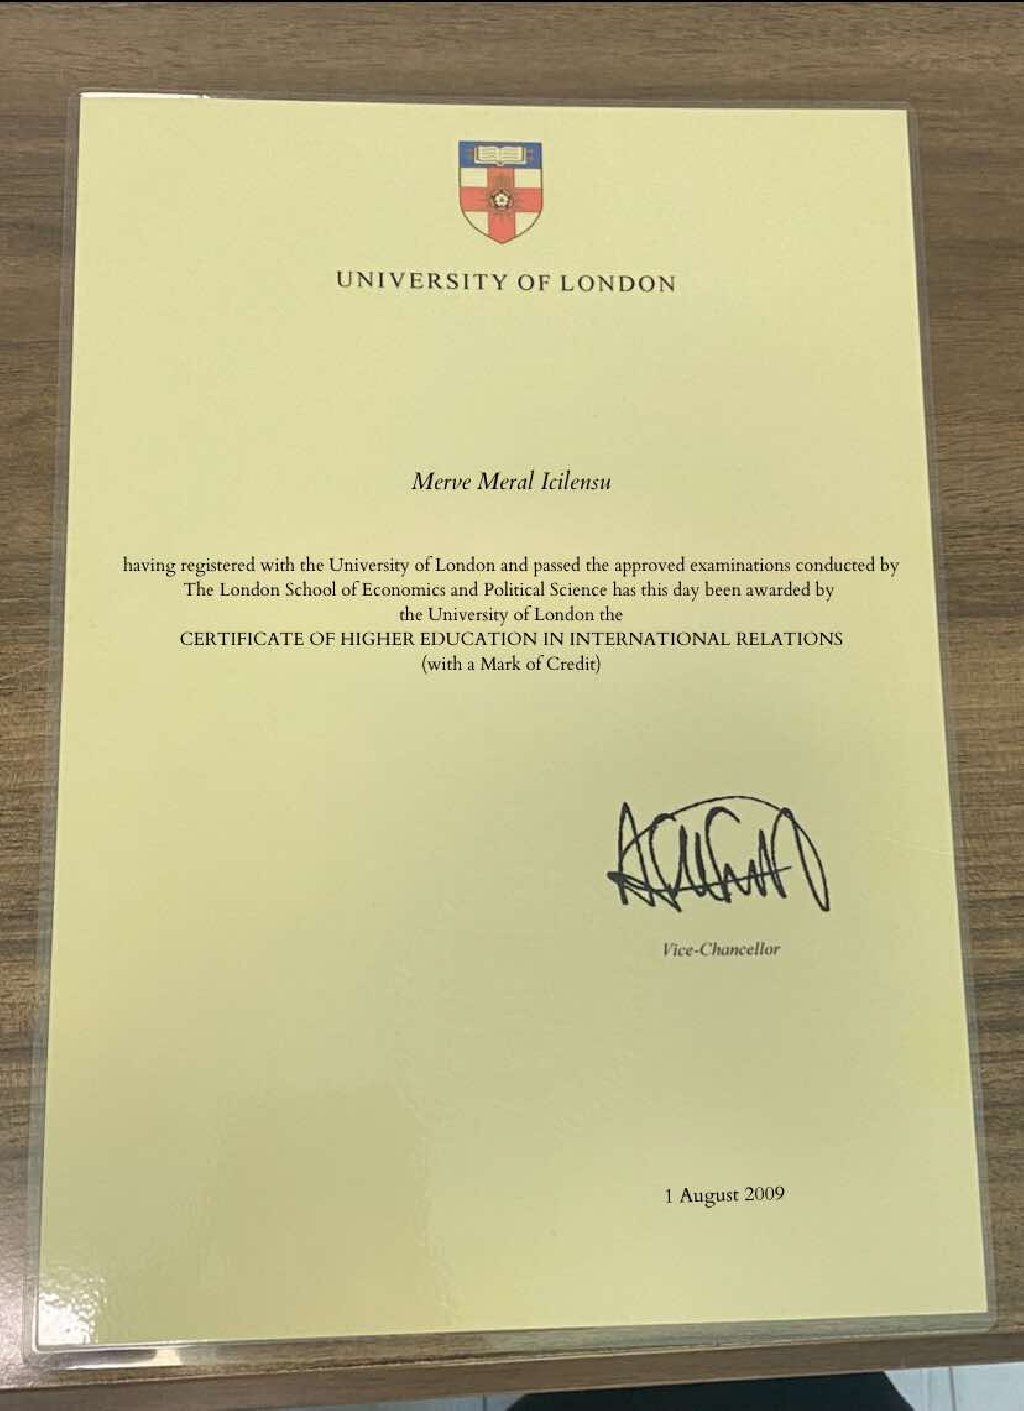 UNIVERSITY OF LONDON
Merve Meral Icilensu
having registered with the University of London and passed the approved examinations conducted by
The London School of Economics and Political Science has this day been awarded by
the University of London the
CERTIFICATE OF HIGHER EDUCATION IN INTERNATIONAL RELATIONS
(with a Mark of Credit)
Vice-Chancellor
1 August 2009